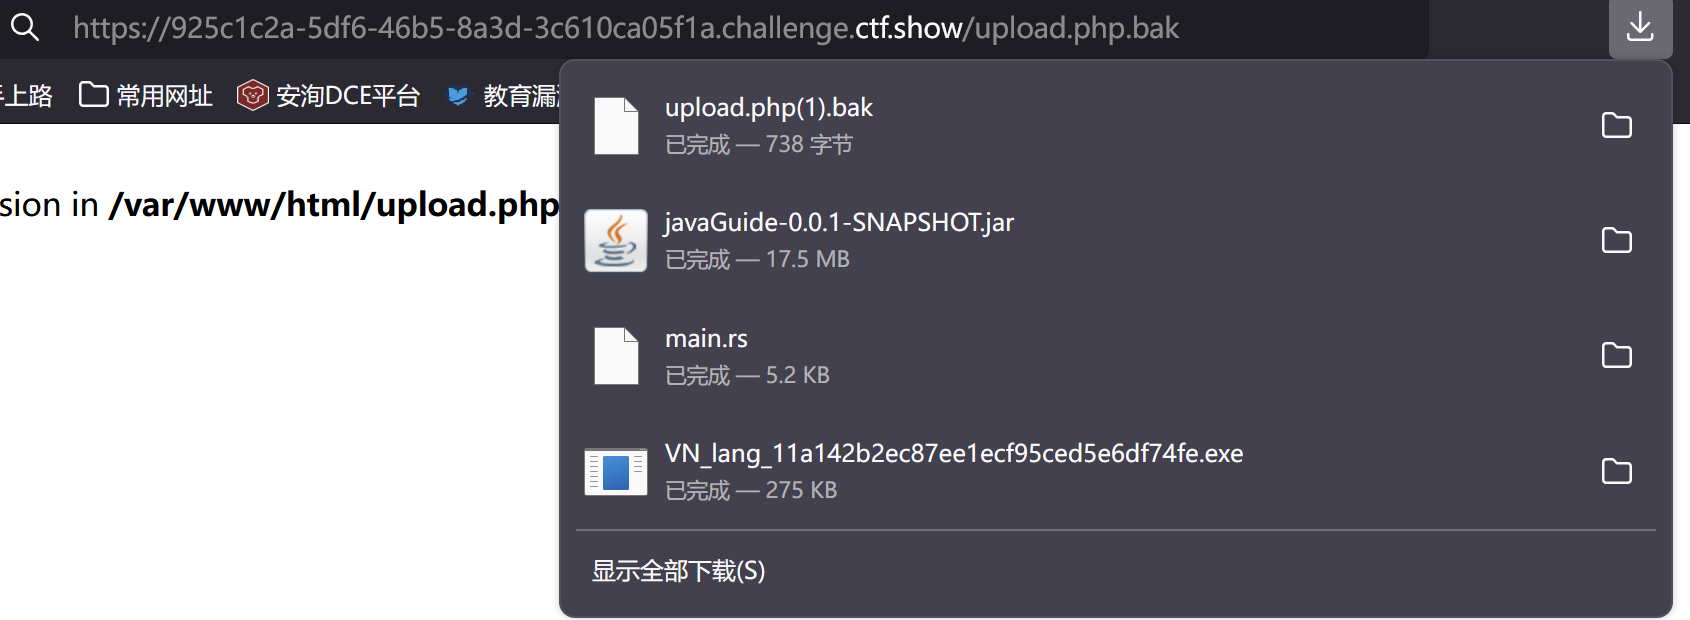 https://925c1c2a-5df6-46b5-8a3d-3c610ca05f1a.challenge.ctf.show/upload.php.bak
上路 常用网址 安洵DCE平台 教育漏
sion in /var/www/html/upload.php
upload.php(1).bak
已完成 — 738 字节
javaGuide-0.0.1-SNAPSHOT.jar
已完成 — 17.5 MB
main.rs
已完成 — 5.2 KB
VN_lang_11a142b2ec87ee1ecf95ced5e6df74fe.exe
已完成 — 275 KB
显示全部下载(S)